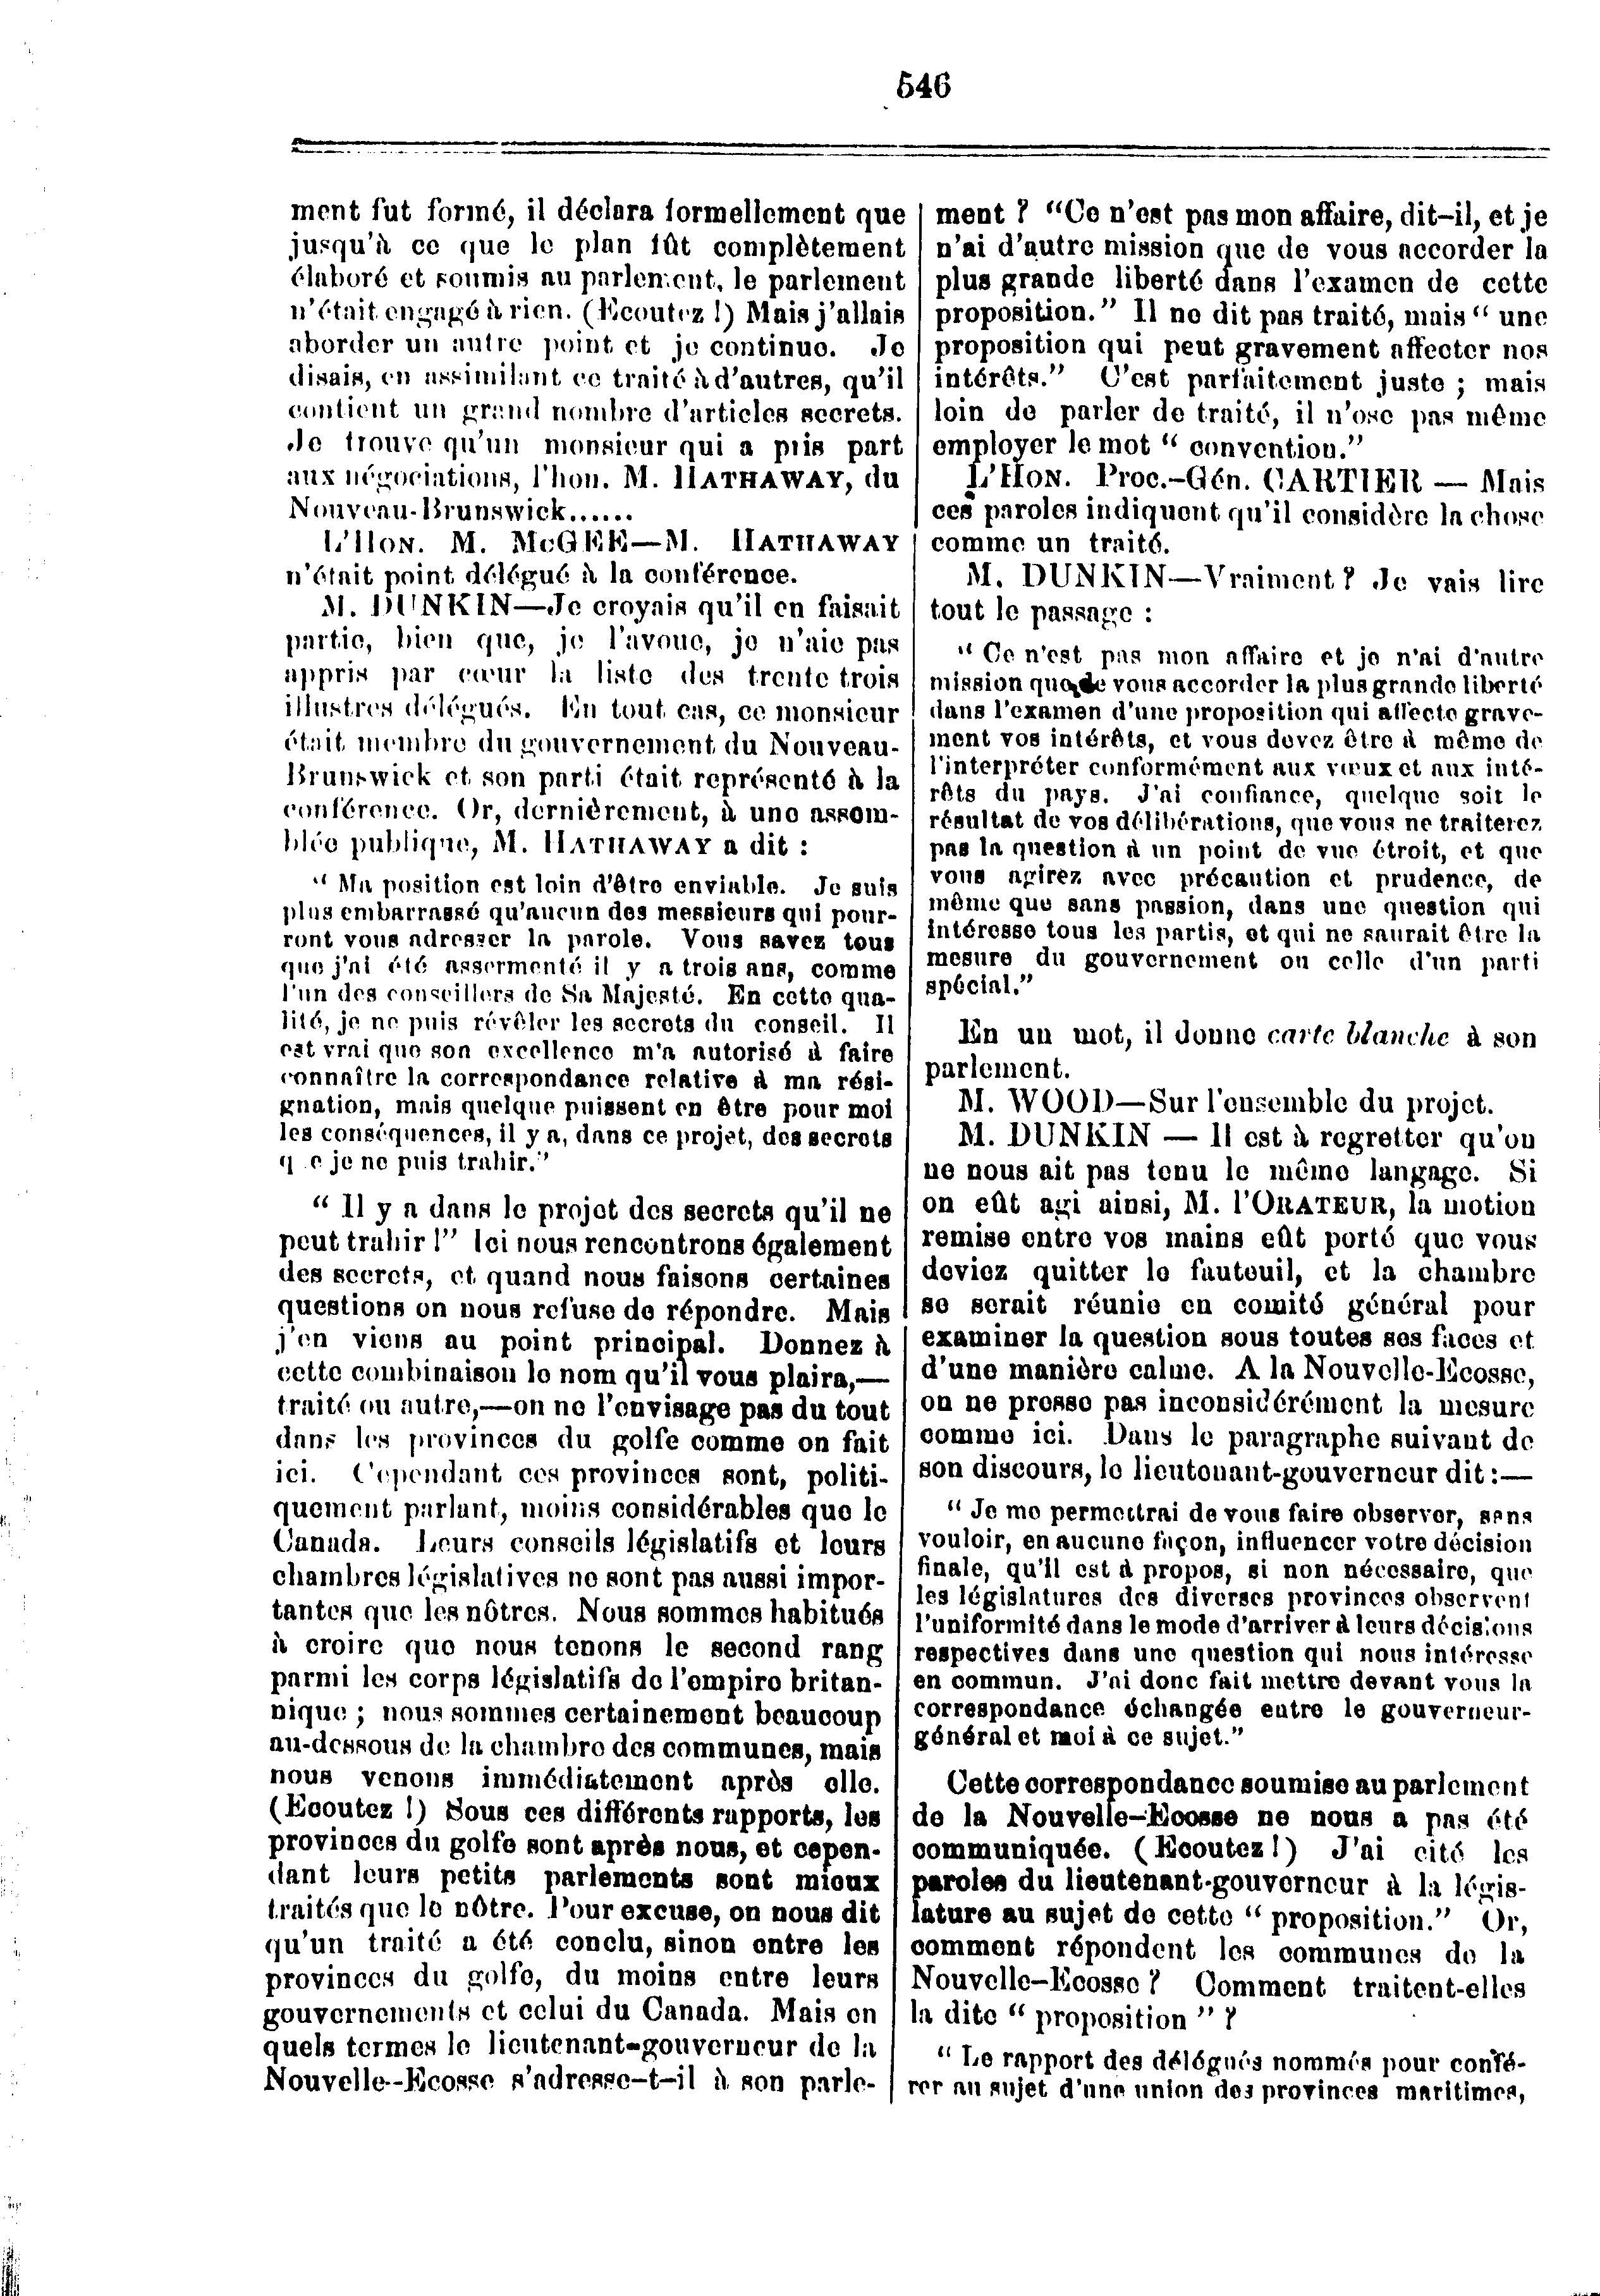 546
ment fut formé, il déclara formellement que
jusqu'à ce que le plan fût complètement
élaboré et soumis au parlement, le parlement
n'était engagé à rien. (Ecoutez !) Mais j'allais
aborder un autre point et je continue. Je
disais, en assimilant ce traité à d'autres, qu'il
contient un grand nombre d'articles secrets.
Je trouve qu'un monsieur qui a pris part
aux négociations, l'hon. M. HATHAWAY, du
Nouveau-Brunswick......
L'HON. M. McGEE—M. HATHAWAY
n'était point délégué à la conférence.
M. DUNKIN—Je croyais qu'il en faisait
partie, bien que, je l'avoue, je n'aie pas
appris par cœur la liste des trente trois
illustres délégués. En tout cas, ce monsieur
était membre du gouvernement du Nouveau-
Brunswick et son parti était représenté à la
conférence. Or, dernièrement, à une assem-
blée publique, M. HATHAWAY a dit :
" Ma position est loin d'être enviable. Je suis
plus embarrassé qu'aucun des messieurs qui pour-
ront vous adresser la parole. Vous savez tous
que j'ai été assermenté il y a trois ans, comme
l'un des conseillers de Sa Majesté. En cette qua-
lité, je ne puis révêler les secrets du conseil. Il
est vrai que son excellence m'a autorisé à faire
connaître la correspondance relative à ma rési-
gnation, mais quelque puissent en être pour moi
les conséquences, il y a, dans ce projet, des secrets
q e je ne puis trahir."
" Il y a dans le projet des secrets qu'il ne
peut trahir !" Ici nous rencontrons également
des secrets, et quand nous faisons certaines
questions on nous refuse de répondre. Mais
j'en viens au point principal. Donnez à
cette combinaison le nom qu'il vous plaira,—
traité ou autre,—on ne l'envisage pas du tout
dans les provinces du golfe comme on fait
ici. Cependant ces provinces sont, politi-
quement parlant, moins considérables que le
Canada. Leurs conseils législatifs et leurs
chambres législatives ne sont pas aussi impor-
tantes que les nôtres. Nous sommes habitués
à croire que nous tenons le second rang
parmi les corps législatifs de l'empire britan-
nique ; nous sommes certainement beaucoup
au-dessous de la chambre des communes, mais
nous venons immédiatement après elle.
(Ecoutez !) Sous ces différents rapports, les
provinces du golfe sont après nous, et cepen-
dant leurs petits parlements sont mieux
traités que le nôtre. Pour excuse, on nous dit
qu'un traité a été conclu, sinon entre les
provinces du golfe, du moins entre leurs
gouvernements et celui du Canada. Mais en
quels termes le lieutenant-gouverneur de la
Nouvelle--Ecosse s'adresse-t-il à son parle-
ment ? "Ce n'est pas mon affaire, dit-il, et je
n'ai d'autre mission que de vous accorder la
plus grande liberté dans l'examen de cette
proposition." Il ne dit pas traité, mais " une
proposition qui peut gravement affecter nos
intérêts." C'est parfaitement juste ; mais
loin de parler de traité, il n'ose pas même
employer le mot " convention."
L'HON. Proc.-Gén. CARTIER — Mais
ces paroles indiquent qu'il considère la chose
comme un traité.
M. DUNKIN—Vraiment ? Je vais lire
tout le passage :
" Ce n'est pas mon affaire et je n'ai d'autre
mission que de vous accorder la plus grande liberté
dans l'examen d'une proposition qui affecte grave-
ment vos intérêts, et vous devez être à même de
l'interpréter conformément aux vœux et aux inté-
rêts du pays. J'ai confiance, quelque soit le
résultat de vos délibérations, que vous ne traiterez
pas la question à un point de vue étroit, et que
vous agirez avec précaution et prudence, de
même que sans passion, dans une question qui
intéresse tous les partis, et qui ne saurait être la
mesure du gouvernement ou celle d'un parti
spécial."
En un mot, il donne carte blanche à son
parlement.
M. WOOD—Sur l'ensemble du projet.
M. DUNKIN — Il est à regretter qu'on
ne nous ait pas tenu le même langage. Si
on eût agi ainsi, M. l'ORATEUR, la motion
remise entre vos mains eût porté que vous
deviez quitter le fauteuil, et la chambre
se serait réunie en comité général pour
examiner la question sous toutes ses faces et
d'une manière calme. A la Nouvelle-Ecosse,
on ne presse pas inconsidérément la mesure
comme ici. Dans le paragraphe suivant de
son discours, le lieutenant-gouverneur dit :—
" Je me permettrai de vous faire observer, sans
vouloir, en aucune façon, influencer votre décision
finale, qu'il est à propos, si non nécessaire, que
les législatures des diverses provinces observent
l'uniformité dans le mode d'arriver à leurs décisions
respectives dans une question qui nous intéresse
en commun. J'ai donc fait mettre devant vous la
correspondance échangée entre le gouverneur-
général et moi à ce sujet."
Cette correspondance soumise au parlement
de la Nouvelle-Ecosse ne nous a pas été
communiquée. (Ecoutez !) J'ai cité les
paroles du lieutenant-gouverneur à la légis-
lature au sujet de cette " proposition." Or,
comment répondent les communes de la
Nouvelle-Ecosse ? Comment traitent-elles
la dite " proposition " ?
" Le rapport des délégués nommés pour confé-
rer au sujet d'une union des provinces maritimes,